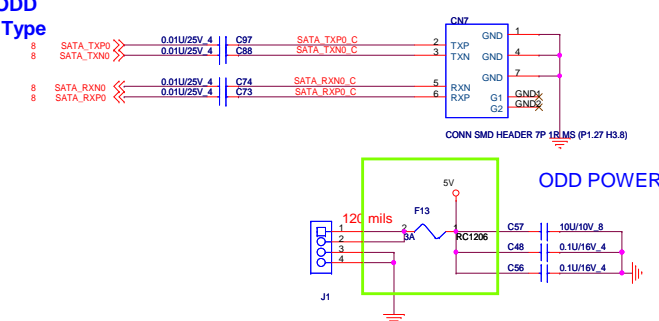 ODD
Type
8 SATA_TXP0 0.01U/25V_4 C97 SATA_TXP0_C 2 TXP
8 SATA_TXN0 0.01U/25V_4 C88 SATA_TXN0_C 3 TXN
8 SATA_RXN0 0.01U/25V_4 C74 SATA_RXN0_C 5 RXN
8 SATA_RXP0 0.01U/25V_4 C73 SATA_RXP0_C 6 RXP
CN7
GND 1
GND 4
GND 7
G1 GND1
G2 GND2
CONN SMD HEADER 7P 1R MS (P1.27 H3.8)
ODD POWER
5V
120 mils
F13
2 1
3A RC1206
1
2
3
4
J1
C57 10U/10V_8
C48 0.1U/16V_4
C56 0.1U/16V_4